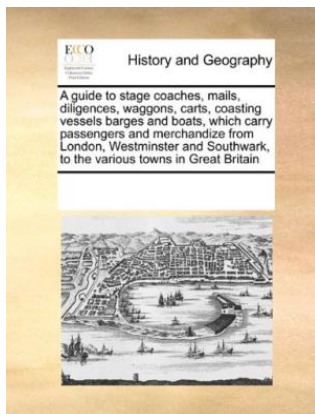 ECCO
History and Geography
A guide to stage coaches, mails,
diligences, waggons, carts, coasting
vessels barges and boats, which carry
passengers and merchandize from
London, Westminster and Southwark,
to the various towns in Great Britain